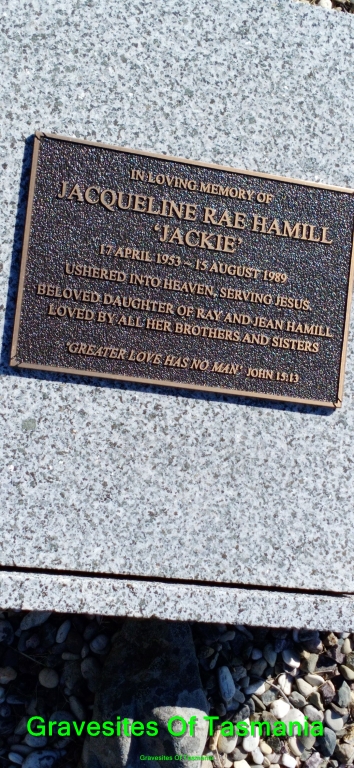 IN LOVING MEMORY OF
JACQUELINE RAE HAMILL
'JACKIE'
17 APRIL 1953 ~ 15 AUGUST 1989
USHERED INTO HEAVEN, SERVING JESUS.
BELOVED DAUGHTER OF RAY AND JEAN HAMILL
LOVED BY ALL HER BROTHERS AND SISTERS
'GREATER LOVE HAS NO MAN.' JOHN 15:13
Gravesites Of Tasmania
Gravesites Of Tasmania